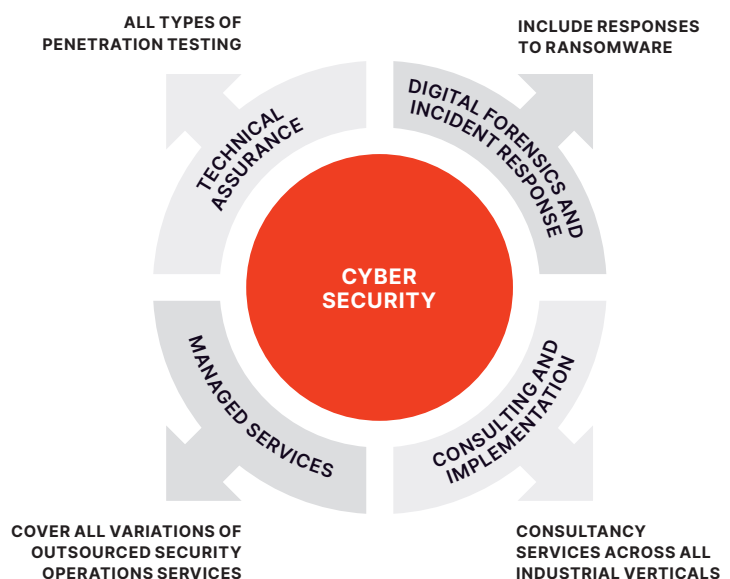 ALL TYPES OF
PENETRATION TESTING
INCLUDE RESPONSES
TO RANSOMWARE
TECHNICAL
ASSURANCE
DIGITAL FORENSICS AND
INCIDENT RESPONSE
CYBER
SECURITY
MANAGED SERVICES
CONSULTING AND
IMPLEMENTATION
COVER ALL VARIATIONS OF
OUTSOURCED SECURITY
OPERATIONS SERVICES
CONSULTANCY
SERVICES ACROSS ALL
INDUSTRIAL VERTICALS